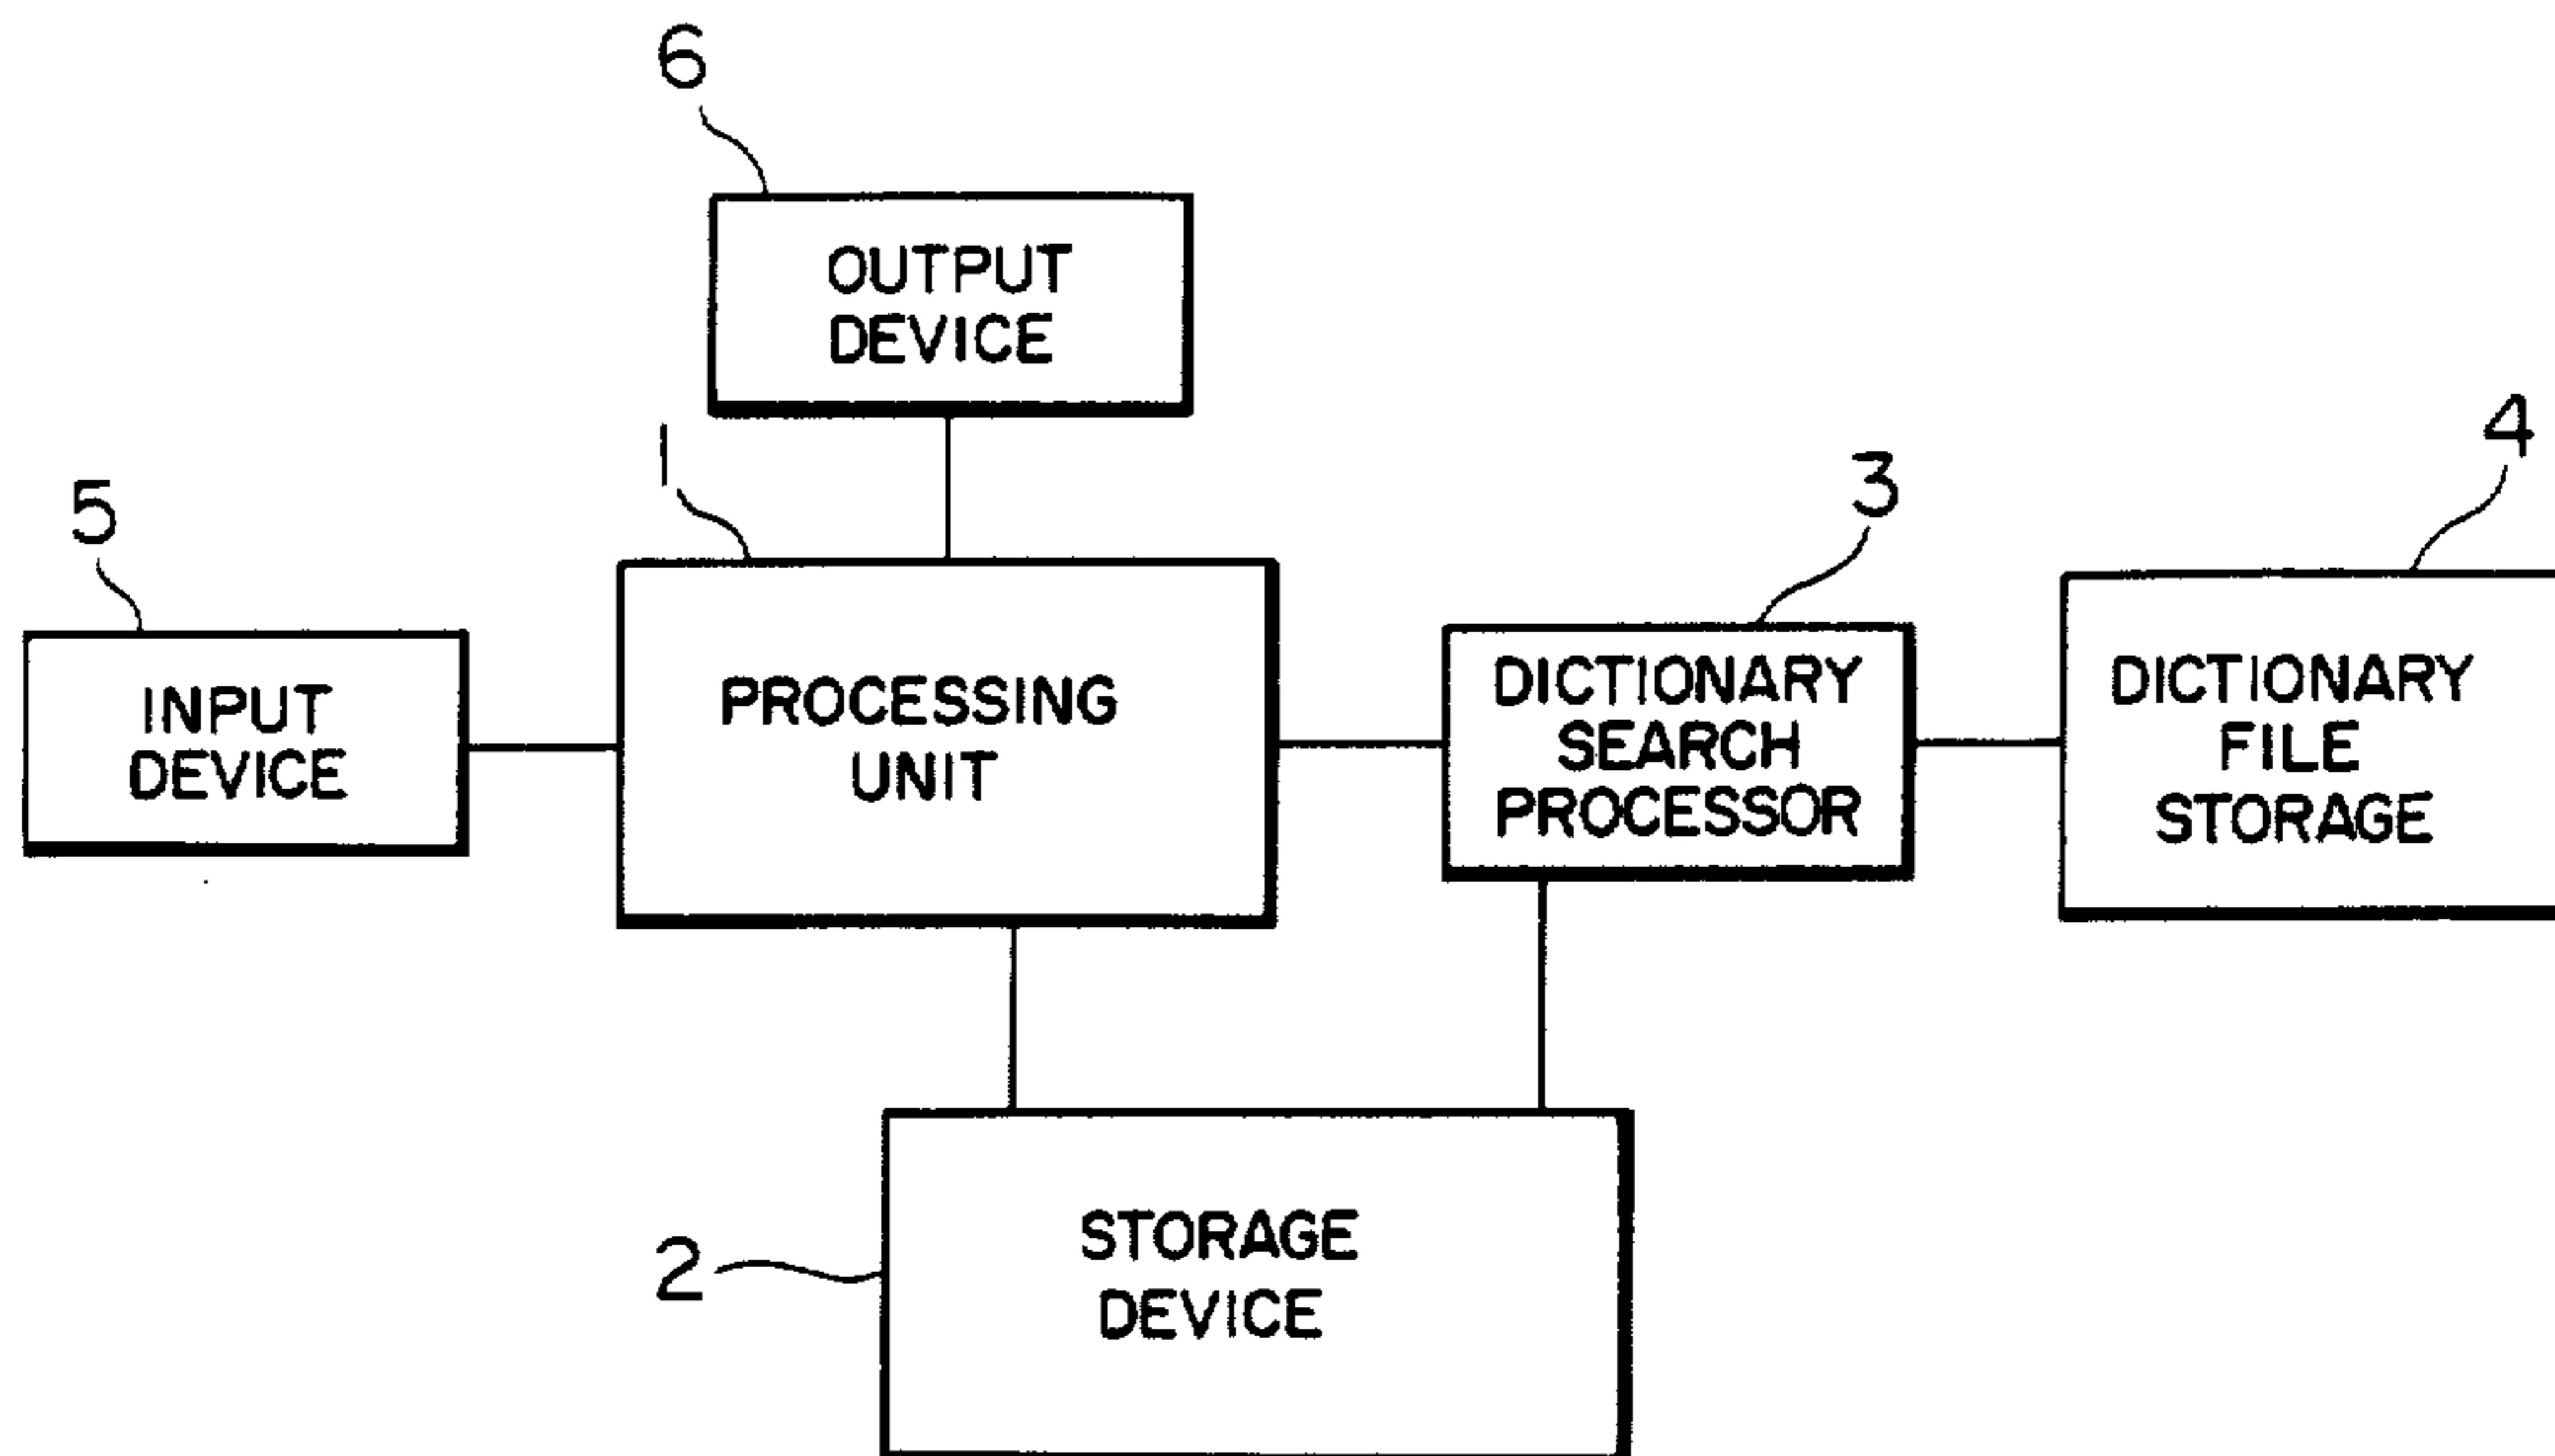 6
OUTPUT
DEVICE
1
5
3
4
INPUT
DEVICE
PROCESSING
UNIT
DICTIONARY
SEARCH
PROCESSOR
DICTIONARY
FILE
STORAGE
2
STORAGE
DEVICE